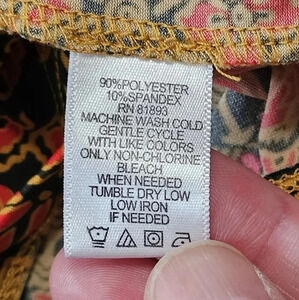 90%POLYESTER
10%SPANDEX
RN 81893
MACHINE WASH COLD
GENTLE CYCLE
WITH LIKE COLORS
ONLY NON-CHLORINE
BLEACH
WHEN NEEDED
TUMBLE DRY LOW
LOW IRON
IF NEEDED